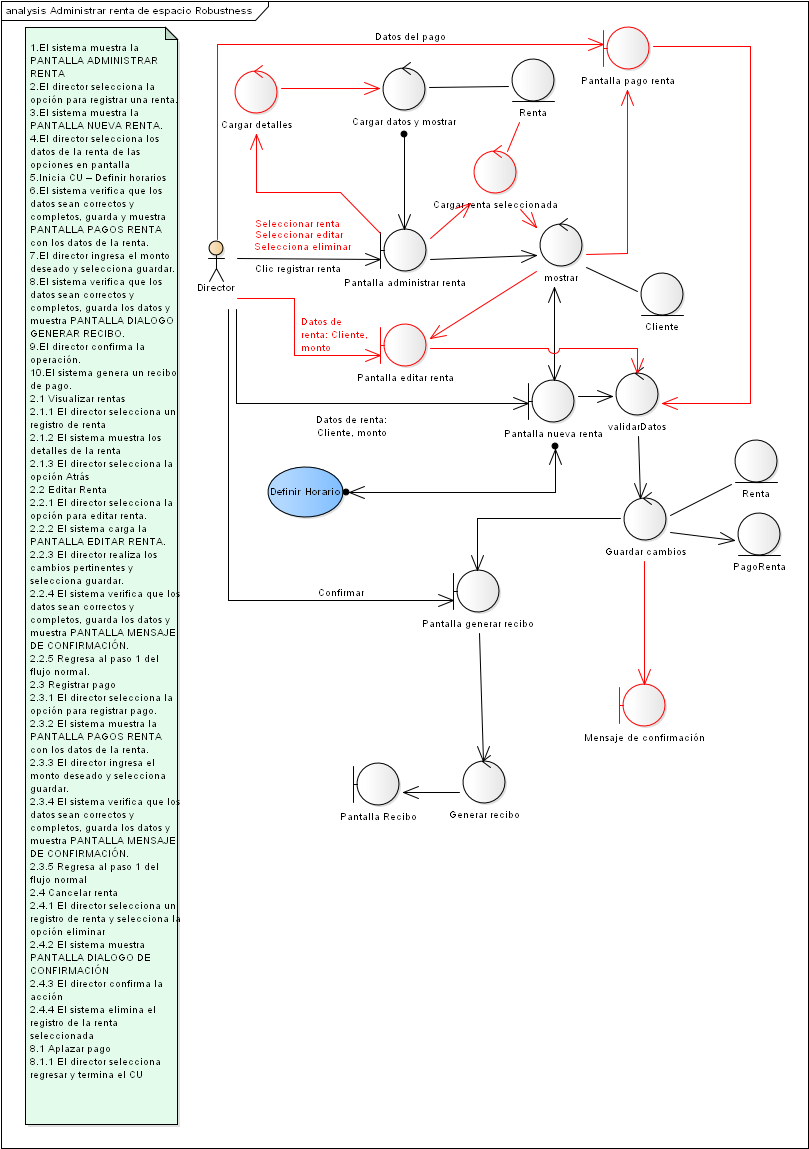 analysis Administrar renta de espacio Robustness
1.El sistema muestra la
PANTALLA ADMINISTRAR
RENTA
2.El director selecciona la
opción para registrar una renta.
3.El sistema muestra la
PANTALLA NUEVA RENTA.
4.El director selecciona los
datos de la renta de las
opciones en pantalla
5.Inicia CU – Definir horarios
6.El sistema verifica que los
datos sean correctos y
completos, guarda y muestra
PANTALLA PAGOS RENTA
con los datos de la renta.
7.El director ingresa el monto
deseado y selecciona guardar.
8.El sistema verifica que los
datos sean correctos y
completos, guarda los datos y
muestra PANTALLA DIALOGO
GENERAR RECIBO.
9.El director confirma la
operación.
10.El sistema genera un recibo
de pago.
2.1 Visualizar rentas
2.1.1 El director selecciona un
registro de renta
2.1.2 El sistema muestra los
detalles de la renta
2.1.3 El director selecciona la
opción Atrás
2.2 Editar Renta
2.2.1 El director selecciona la
opción para editar renta.
2.2.2 El sistema carga la
PANTALLA EDITAR RENTA.
2.2.3 El director realiza los
cambios pertinentes y
selecciona guardar.
2.2.4 El sistema verifica que los
datos sean correctos y
completos, guarda los datos y
muestra PANTALLA MENSAJE
DE CONFIRMACIÓN.
2.2.5 Regresa al paso 1 del
flujo normal.
2.3 Registrar pago
2.3.1 El director selecciona la
opción para registrar pago.
2.3.2 El sistema muestra la
PANTALLA PAGOS RENTA
con los datos de la renta.
2.3.3 El director ingresa el
monto deseado y selecciona
guardar.
2.3.4 El sistema verifica que los
datos sean correctos y
completos, guarda los datos y
muestra PANTALLA MENSAJE
DE CONFIRMACIÓN.
2.3.5 Regresa al paso 1 del
flujo normal
2.4 Cancelar renta
2.4.1 El director selecciona un
registro de renta y selecciona la
opción eliminar
2.4.2 El sistema muestra
PANTALLA DIALOGO DE
CONFIRMACIÓN
2.4.3 El director confirma la
acción
2.4.4 El sistema elimina el
registro de la renta
seleccionada
8.1 Aplazar pago
8.1.1 El director selecciona
regresar y termina el CU
Datos del pago
Pantalla pago renta
Cargar detalles
Cargar datos y mostrar
Renta
Cargar renta seleccionada
Seleccionar renta
Seleccionar editar
Selecciona eliminar
Clic registrar renta
Director
Pantalla administrar renta
mostrar
Cliente
Datos de
renta: Cliente,
monto
Pantalla editar renta
Datos de renta:
Cliente, monto
Pantalla nueva renta
validarDatos
Definir Horario
Renta
Guardar cambios
PagoRenta
Confirmar
Pantalla generar recibo
Mensaje de confirmación
Pantalla Recibo
Generar recibo